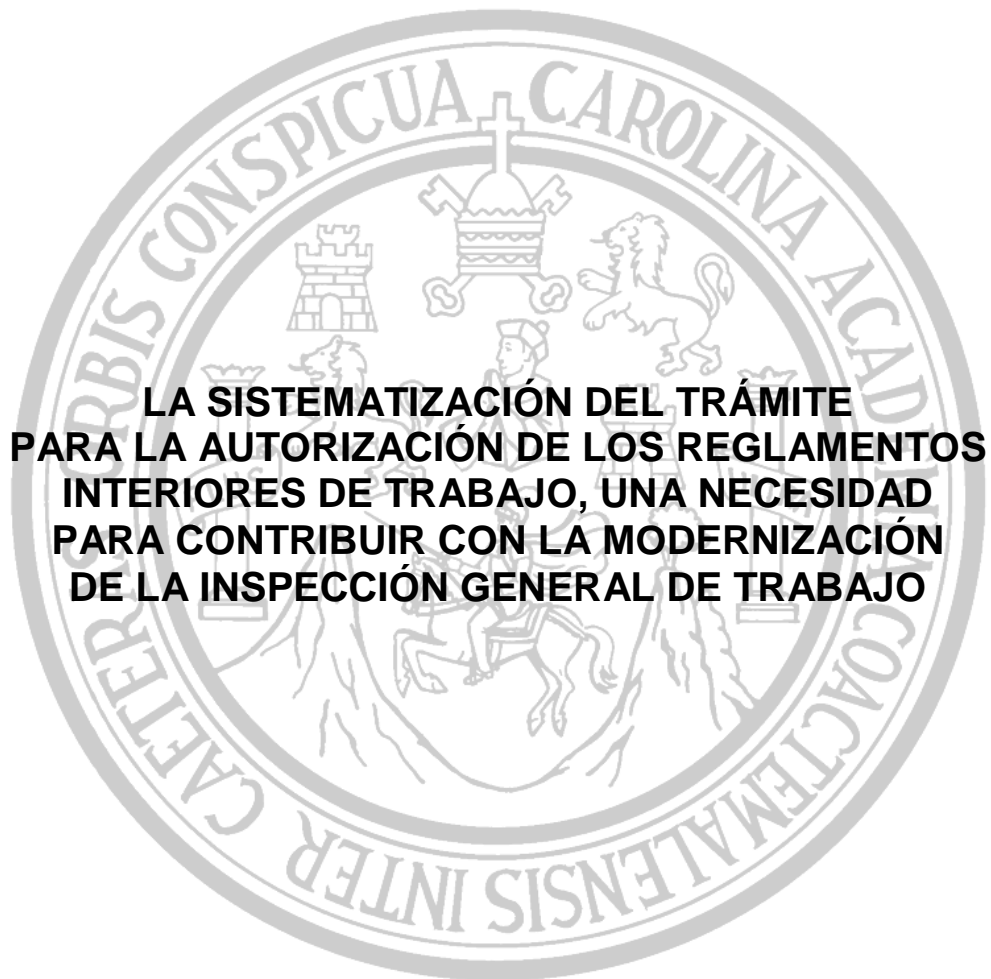 LA SISTEMATIZACIÓN DEL TRÁMITE
PARA LA AUTORIZACIÓN DE LOS REGLAMENTOS
INTERIORES DE TRABAJO, UNA NECESIDAD
PARA CONTRIBUIR CON LA MODERNIZACIÓN
DE LA INSPECCIÓN GENERAL DE TRABAJO
CAETERAS ORBIS CONSPICUA CAROLINA ACADEMIA COACTEMALENSIS INTER